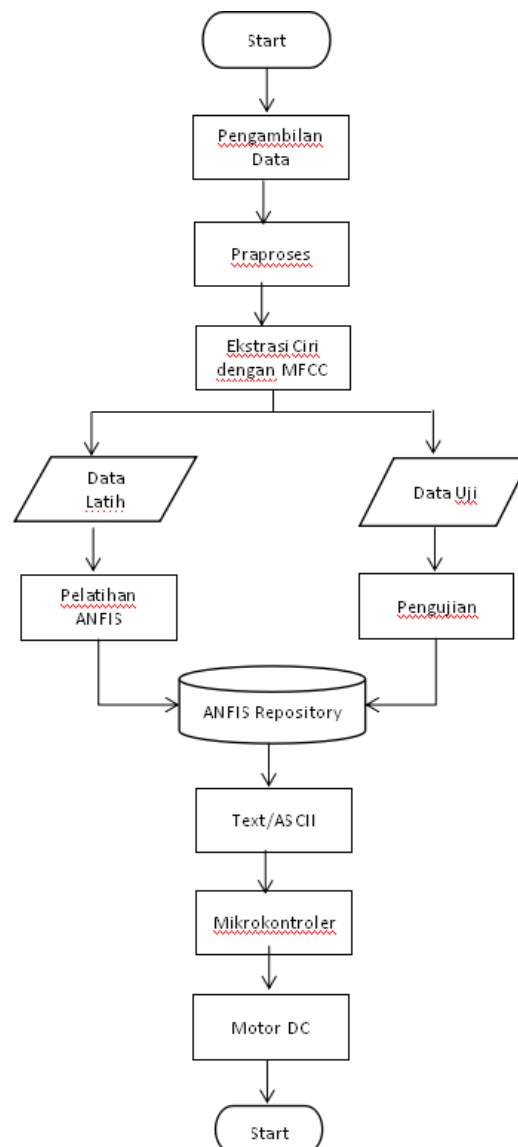 Start
Pengambilan
Data
Praproses
Ekstrasi Ciri
dengan MFCC
Data
Latih
Data Uji
Pelatihan
ANFIS
Pengujian
ANFIS Repository
Text/ASCII
Mikrokontroler
Motor DC
Start